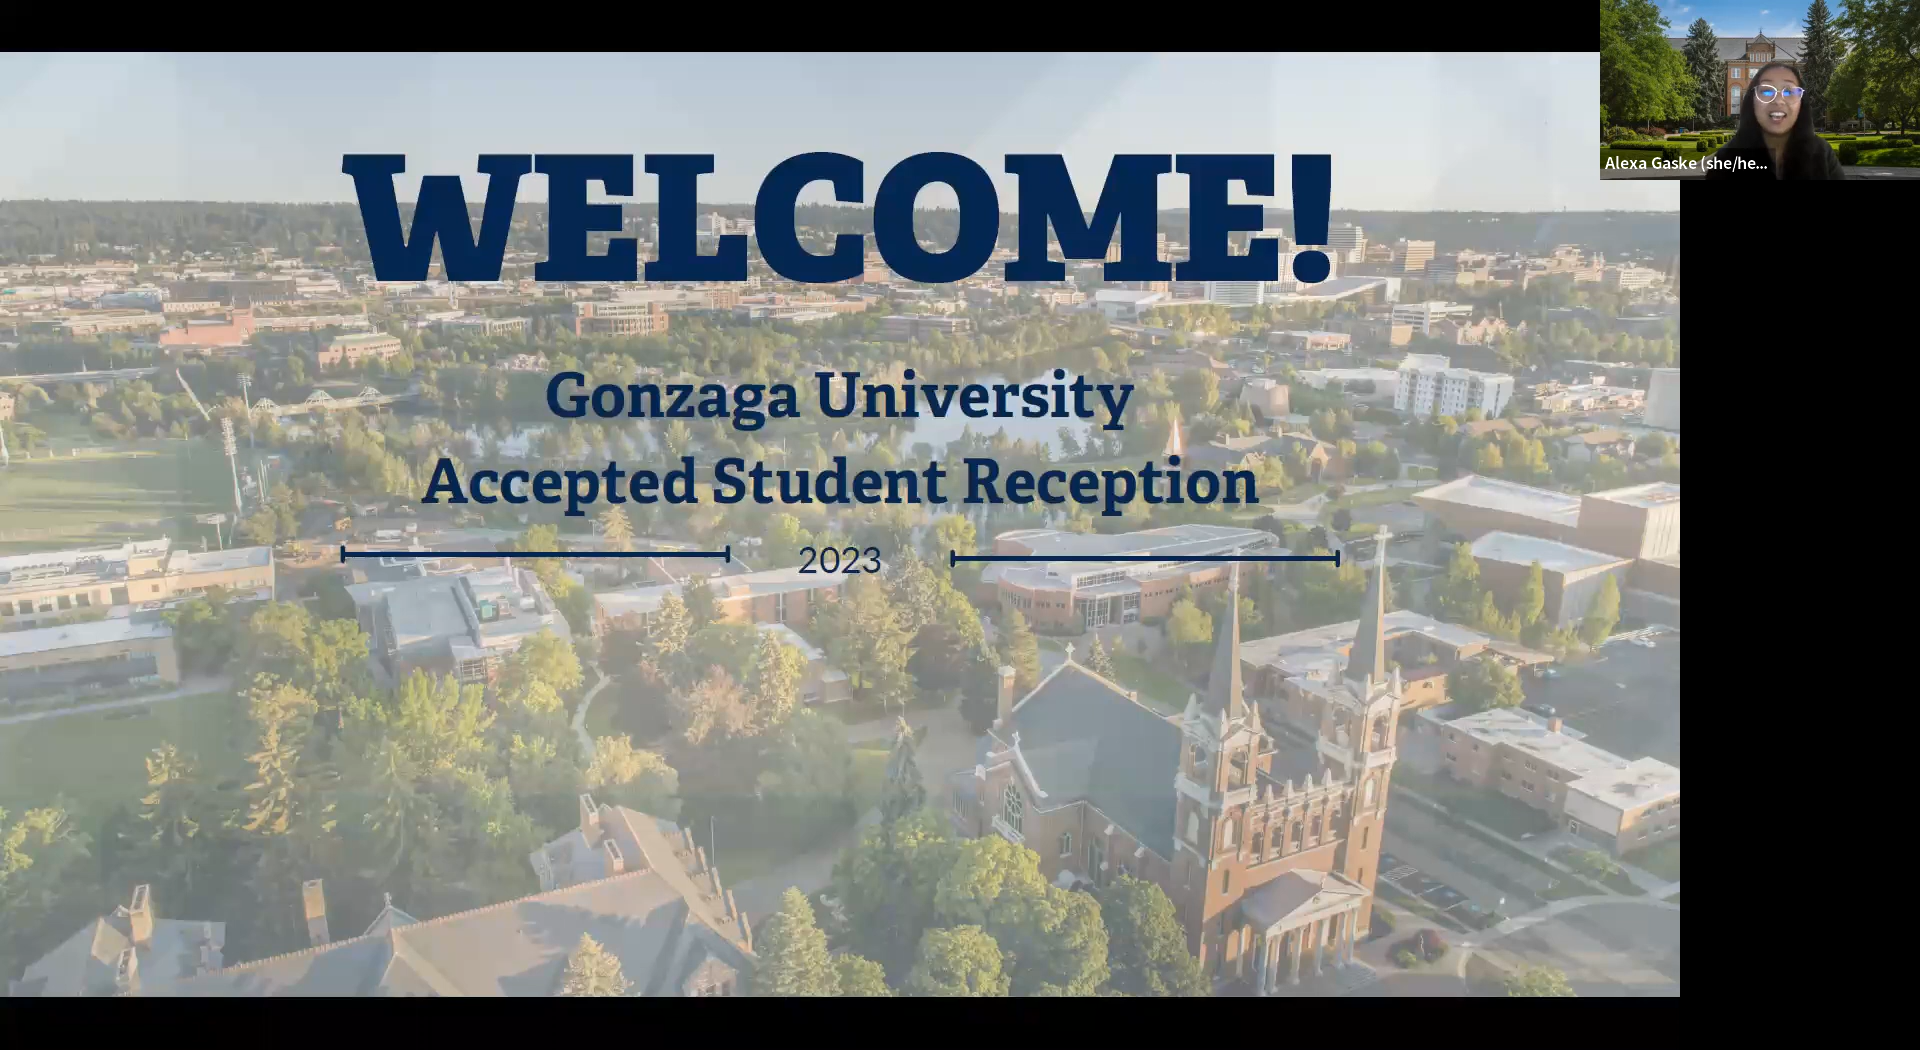 WELCOME!
Gonzaga University
Accepted Student Reception
2023
Alexa Gaske (she/he...